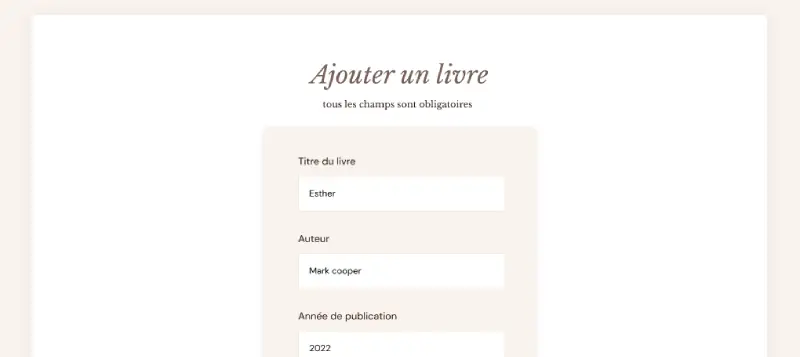 Ajouter un livre
tous les champs sont obligatoires
Titre du livre
Esther
Auteur
Mark cooper
Année de publication
2022